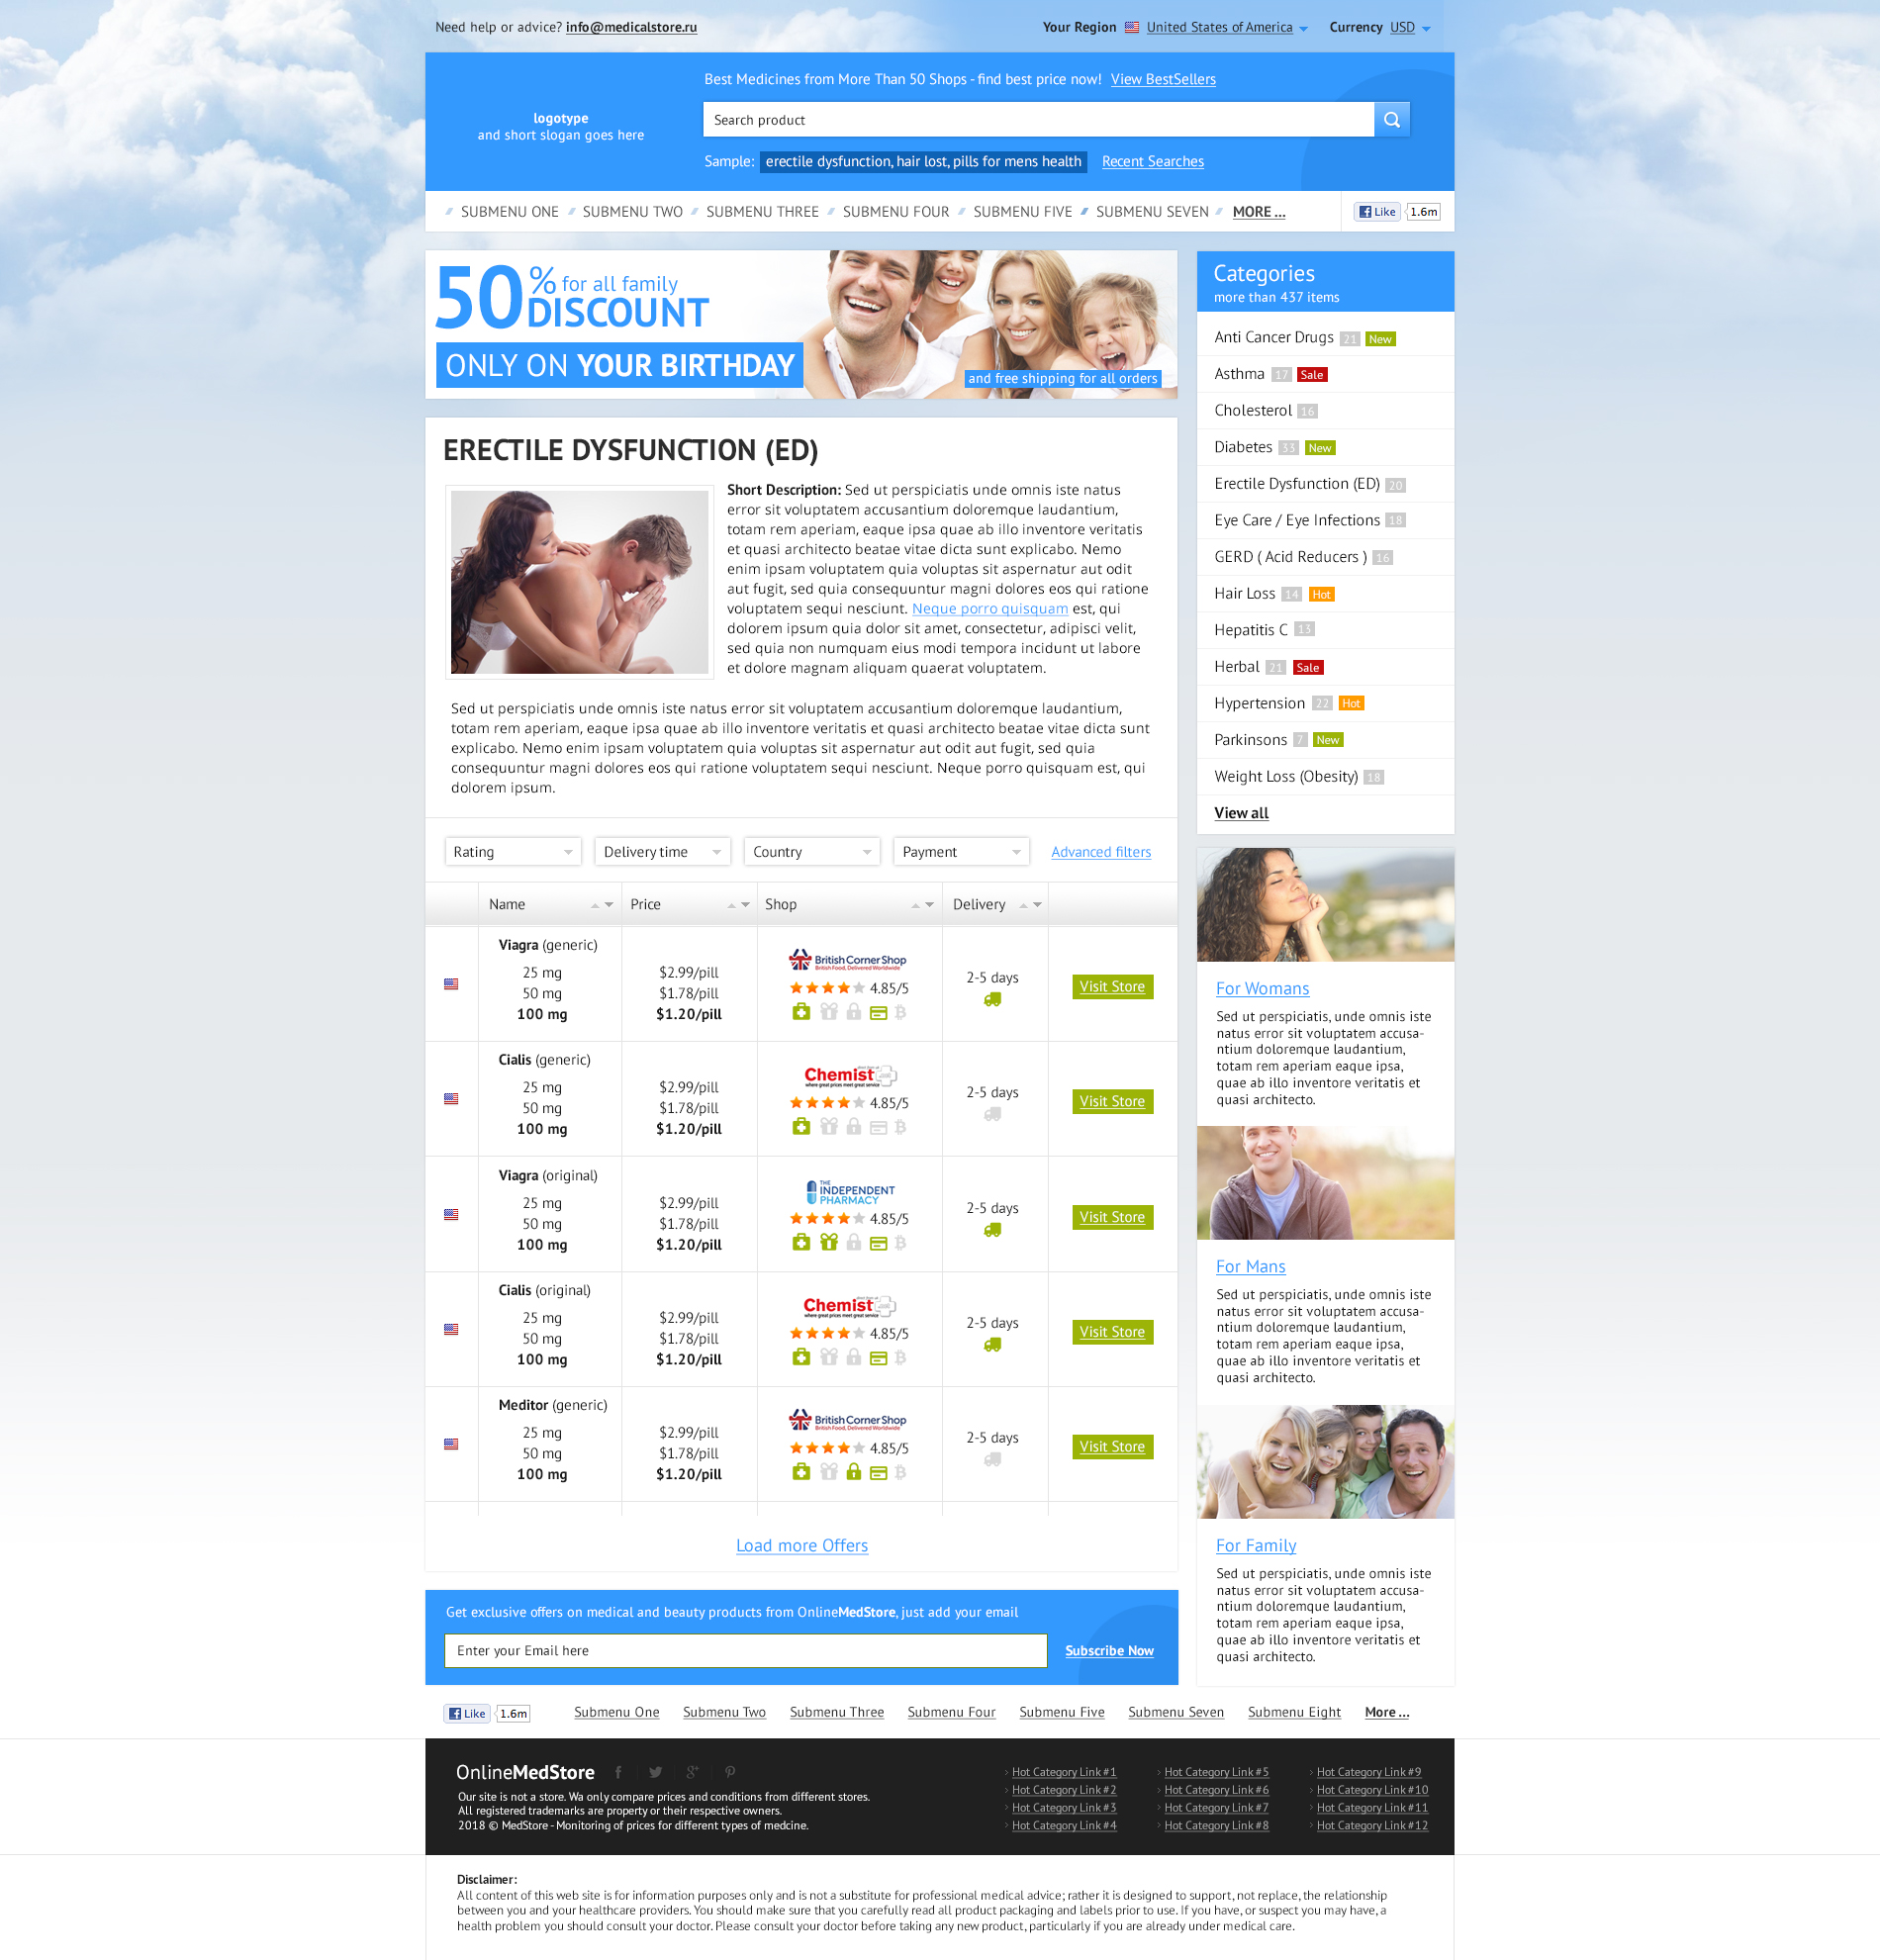 Need help or advice? info@medicalstore.ru
Your Region United States of America Currency USD
logotype
and short slogan goes here
Best Medicines from More Than 50 Shops - find best price now! View BestSellers
Search product
Sample: erectile dysfunction, hair lost, pills for mens health Recent Searches
SUBMENU ONE SUBMENU TWO SUBMENU THREE SUBMENU FOUR SUBMENU FIVE SUBMENU SEVEN MORE ...
Like 1.6m
50% for all family
DISCOUNT
ONLY ON YOUR BIRTHDAY
and free shipping for all orders
ERECTILE DYSFUNCTION (ED)
Short Description: Sed ut perspiciatis unde omnis iste natus
error sit voluptatem accusantium doloremque laudantium,
totam rem aperiam, eaque ipsa quae ab illo inventore veritatis
et quasi architecto beatae vitae dicta sunt explicabo. Nemo
enim ipsam voluptatem quia voluptas sit aspernatur aut odit
aut fugit, sed quia consequuntur magni dolores eos qui ratione
voluptatem sequi nesciunt. Neque porro quisquam est, qui
dolorem ipsum quia dolor sit amet, consectetur, adipisci velit,
sed quia non numquam eius modi tempora incidunt ut labore
et dolore magnam aliquam quaerat voluptatem.
Sed ut perspiciatis unde omnis iste natus error sit voluptatem accusantium doloremque laudantium,
totam rem aperiam, eaque ipsa quae ab illo inventore veritatis et quasi architecto beatae vitae dicta sunt
explicabo. Nemo enim ipsam voluptatem quia voluptas sit aspernatur aut odit aut fugit, sed quia
consequuntur magni dolores eos qui ratione voluptatem sequi nesciunt. Neque porro quisquam est, qui
dolorem ipsum.
Rating Delivery time Country Payment Advanced filters
Name Price Shop Delivery
Viagra (generic)
25 mg $2.99/pill
50 mg $1.78/pill
100 mg $1.20/pill
British Corner Shop
British Food, Delivered Worldwide
4.85/5
2-5 days
Visit Store
Cialis (generic)
25 mg $2.99/pill
50 mg $1.78/pill
100 mg $1.20/pill
Chemist
where great prices meet great service
4.85/5
2-5 days
Visit Store
Viagra (original)
25 mg $2.99/pill
50 mg $1.78/pill
100 mg $1.20/pill
THE
INDEPENDENT
PHARMACY
4.85/5
2-5 days
Visit Store
Cialis (original)
25 mg $2.99/pill
50 mg $1.78/pill
100 mg $1.20/pill
Chemist
where great prices meet great service
4.85/5
2-5 days
Visit Store
Meditor (generic)
25 mg $2.99/pill
50 mg $1.78/pill
100 mg $1.20/pill
British Corner Shop
British Food, Delivered Worldwide
4.85/5
2-5 days
Visit Store
Load more Offers
Get exclusive offers on medical and beauty products from OnlineMedStore, just add your email
Enter your Email here
Subscribe Now
Categories
more than 437 items
Anti Cancer Drugs 21 New
Asthma 17 Sale
Cholesterol 16
Diabetes 33 New
Erectile Dysfunction (ED) 20
Eye Care / Eye Infections 18
GERD ( Acid Reducers ) 16
Hair Loss 14 Hot
Hepatitis C 13
Herbal 21 Sale
Hypertension 22 Hot
Parkinsons 7 New
Weight Loss (Obesity) 18
View all
For Womans
Sed ut perspiciatis, unde omnis iste
natus error sit voluptatem accusa-
ntium doloremque laudantium,
totam rem aperiam eaque ipsa,
quae ab illo inventore veritatis et
quasi architecto.
For Mans
Sed ut perspiciatis, unde omnis iste
natus error sit voluptatem accusa-
ntium doloremque laudantium,
totam rem aperiam eaque ipsa,
quae ab illo inventore veritatis et
quasi architecto.
For Family
Sed ut perspiciatis, unde omnis iste
natus error sit voluptatem accusa-
ntium doloremque laudantium,
totam rem aperiam eaque ipsa,
quae ab illo inventore veritatis et
quasi architecto.
Like 1.6m
Submenu One Submenu Two Submenu Three Submenu Four Submenu Five Submenu Seven Submenu Eight More ...
OnlineMedStore
Our site is not a store. Wa only compare prices and conditions from different stores.
All registered trademarks are property or their respective owners.
2018 © MedStore - Monitoring of prices for different types of medcine.
Hot Category Link #1
Hot Category Link #2
Hot Category Link #3
Hot Category Link #4
Hot Category Link #5
Hot Category Link #6
Hot Category Link #7
Hot Category Link #8
Hot Category Link #9
Hot Category Link #10
Hot Category Link #11
Hot Category Link #12
Disclaimer:
All content of this web site is for information purposes only and is not a substitute for professional medical advice; rather it is designed to support, not replace, the relationship
between you and your healthcare providers. You should make sure that you carefully read all product packaging and labels prior to use. If you have, or suspect you may have, a
health problem you should consult your doctor. Please consult your doctor before taking any new product, particularly if you are already under medical care.